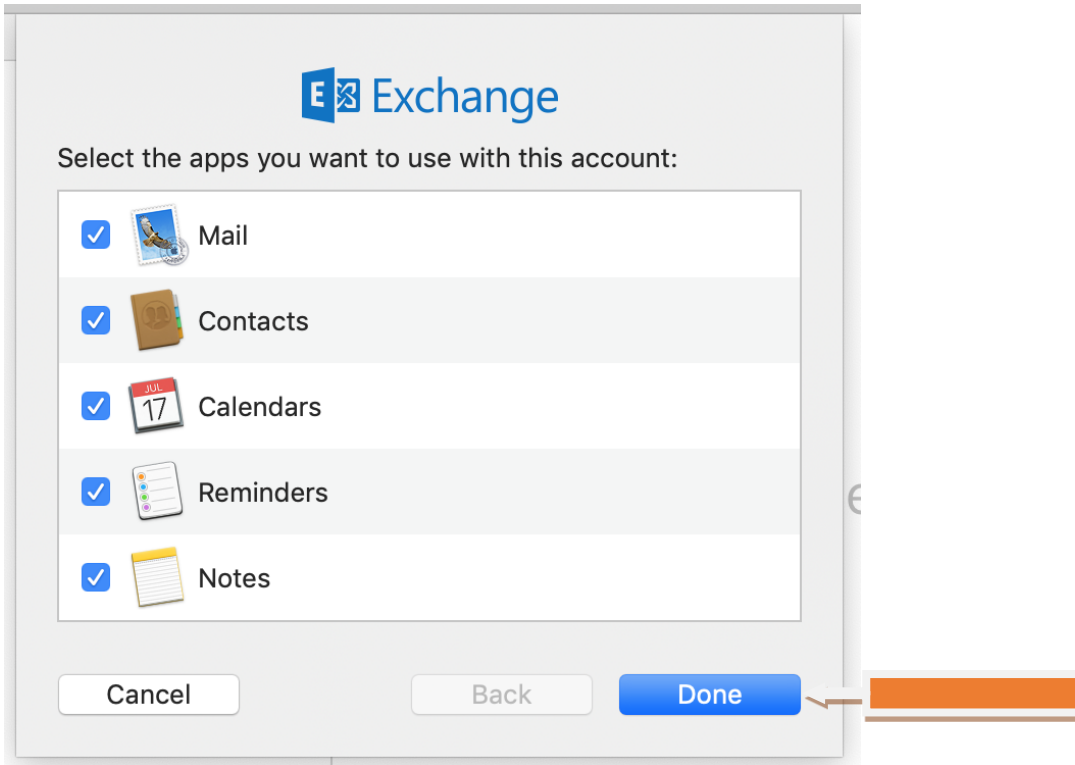 Exchange
Select the apps you want to use with this account:
Mail
Contacts
JUL
17
Calendars
Reminders
Notes
Cancel
Back
Done